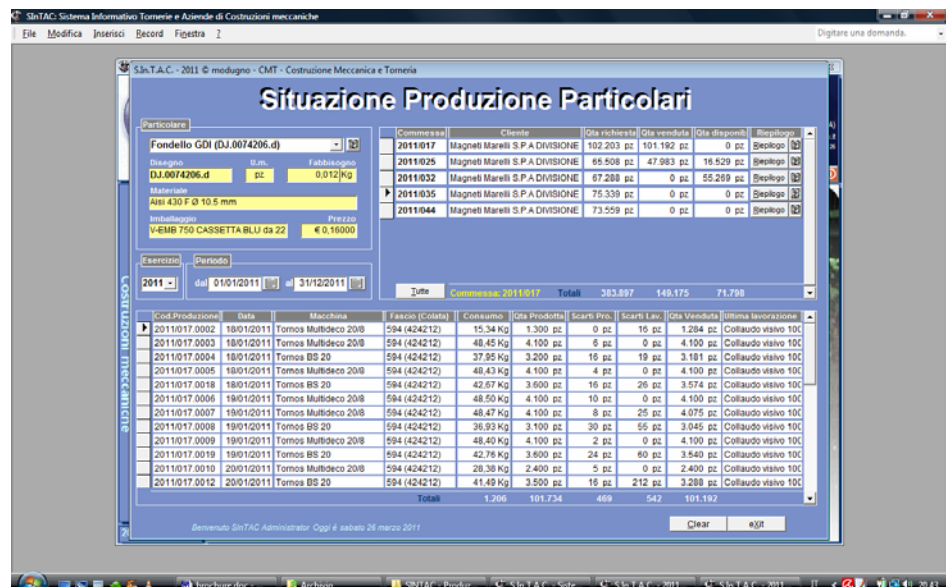 SInTAC: Sistema Informativo Tornerie e Aziende di Costruzioni meccaniche
File Modifica Inserisci Record Finestra ? Digitare una domanda.
S.In.T.A.C. - 2011 © modugno - CMT - Costruzione Meccanica e Torneria
Situazione Produzione Particolari
Particolare
Fondello GDI (DJ.0074206.d)
Disegno U.m. Fabbisogno
DJ.0074206.d pz 0,012 Kg
Materiale
Aisi 430 F Ø 10.5 mm
Imballaggio Prezzo
V-EMB 750 CASSETTA BLU da 22 € 0,16000
Esercizio Periodo
2011 dal 01/01/2011 al 31/12/2011
Commessa Cliente Qta richiesta Qta venduta Qta disponib Riepilogo
2011/017 Magneti Marelli S.P.A DIVISIONE 102.203 pz 101.192 pz 0 pz Riepilogo
2011/025 Magneti Marelli S.P.A DIVISIONE 65.508 pz 47.983 pz 16.529 pz Riepilogo
2011/032 Magneti Marelli S.P.A DIVISIONE 67.288 pz 0 pz 55.269 pz Riepilogo
2011/035 Magneti Marelli S.P.A DIVISIONE 75.339 pz 0 pz 0 pz Riepilogo
2011/044 Magneti Marelli S.P.A DIVISIONE 73.559 pz 0 pz 0 pz Riepilogo
Tutte Commessa: 2011/017 Totali 383.897 149.175 71.798
Costruzioni meccaniche
Cod.Produzione Data Macchina Fascio (Colata) Consumo Qta Prodotta Scarti Pro. Scarti Lav. Qta Venduta Ultima lavorazione
2011/017.0002 18/01/2011 Tornos Multideco 20/8 594 (424212) 15,34 Kg 1.300 pz 0 pz 16 pz 1.284 pz Collaudo visivo 100
2011/017.0003 18/01/2011 Tornos Multideco 20/8 594 (424212) 48,45 Kg 4.100 pz 6 pz 0 pz 4.100 pz Collaudo visivo 100
2011/017.0004 18/01/2011 Tornos BS 20 594 (424212) 37,95 Kg 3.200 pz 16 pz 19 pz 3.181 pz Collaudo visivo 100
2011/017.0005 18/01/2011 Tornos Multideco 20/8 594 (424212) 48,43 Kg 4.100 pz 4 pz 0 pz 4.100 pz Collaudo visivo 100
2011/017.0018 18/01/2011 Tornos BS 20 594 (424212) 42,67 Kg 3.600 pz 16 pz 26 pz 3.574 pz Collaudo visivo 100
2011/017.0006 19/01/2011 Tornos Multideco 20/8 594 (424212) 48,50 Kg 4.100 pz 10 pz 0 pz 4.100 pz Collaudo visivo 100
2011/017.0007 19/01/2011 Tornos Multideco 20/8 594 (424212) 48,47 Kg 4.100 pz 8 pz 25 pz 4.075 pz Collaudo visivo 100
2011/017.0008 19/01/2011 Tornos BS 20 594 (424212) 36,93 Kg 3.100 pz 30 pz 55 pz 3.045 pz Collaudo visivo 100
2011/017.0009 19/01/2011 Tornos Multideco 20/8 594 (424212) 48,40 Kg 4.100 pz 2 pz 0 pz 4.100 pz Collaudo visivo 100
2011/017.0019 19/01/2011 Tornos BS 20 594 (424212) 42,76 Kg 3.600 pz 24 pz 60 pz 3.540 pz Collaudo visivo 100
2011/017.0010 20/01/2011 Tornos Multideco 20/8 594 (424212) 28,38 Kg 2.400 pz 5 pz 0 pz 2.400 pz Collaudo visivo 100
2011/017.0012 20/01/2011 Tornos BS 20 594 (424212) 41,49 Kg 3.500 pz 16 pz 212 pz 3.288 pz Collaudo visivo 100
Totali 1.206 101.734 469 542 101.192
Benvenuto SInTAC Administrator Oggi è sabato 26 marzo 2011
Clear eXit
brochure.doc - ... Archivio SINTAC - Produz... S.In.T.A.C. - Siste... S.In.T.A.C. - 2011 ... S.In.T.A.C. - 2011 ... IT 20.43